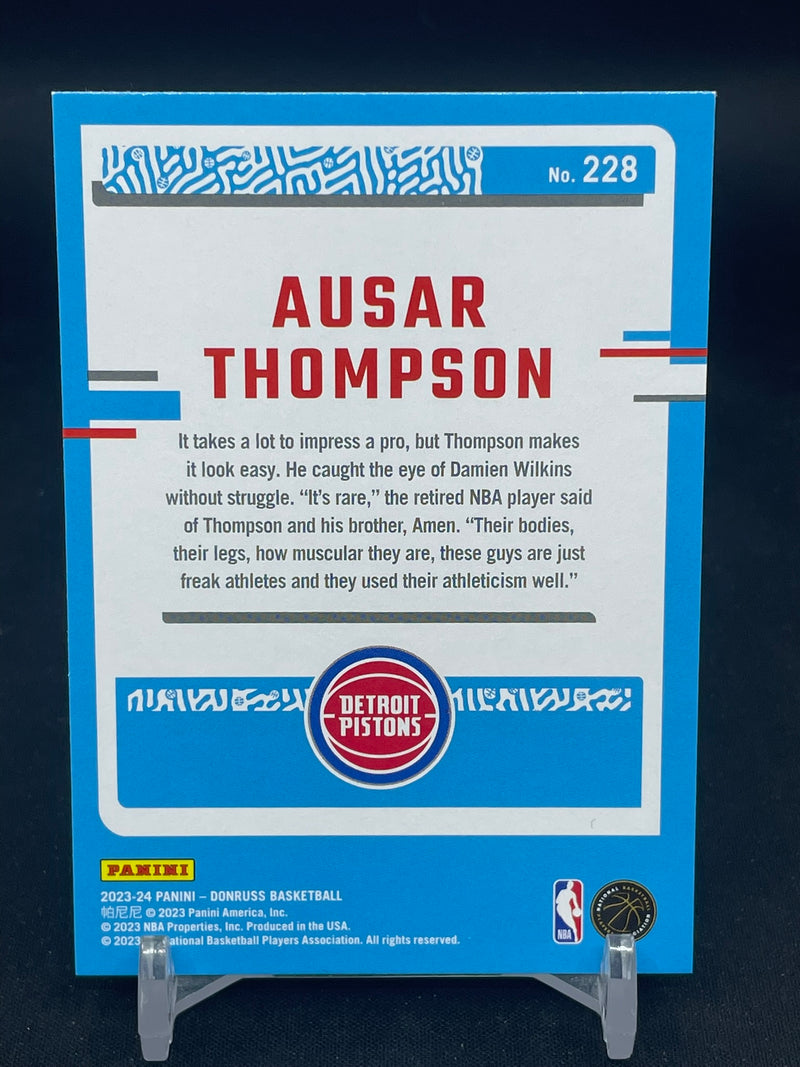 No. 228
AUSAR
THOMPSON
It takes a lot to impress a pro, but Thompson makes
it look easy. He caught the eye of Damien Wilkins
without struggle. “It’s rare,” the retired NBA player said
of Thompson and his brother, Amen. “Their bodies,
their legs, how muscular they are, these guys are just
freak athletes and they used their athleticism well.”
DETROIT
PISTONS
PANINI
2023-24 PANINI – DONRUSS BASKETBALL
帕尼尼 © 2023 Panini America, Inc.
© 2023 NBA Properties, Inc. Produced in the USA.
© 2023 National Basketball Players Association. All rights reserved.
NBA
NATIONAL BASKETBALL